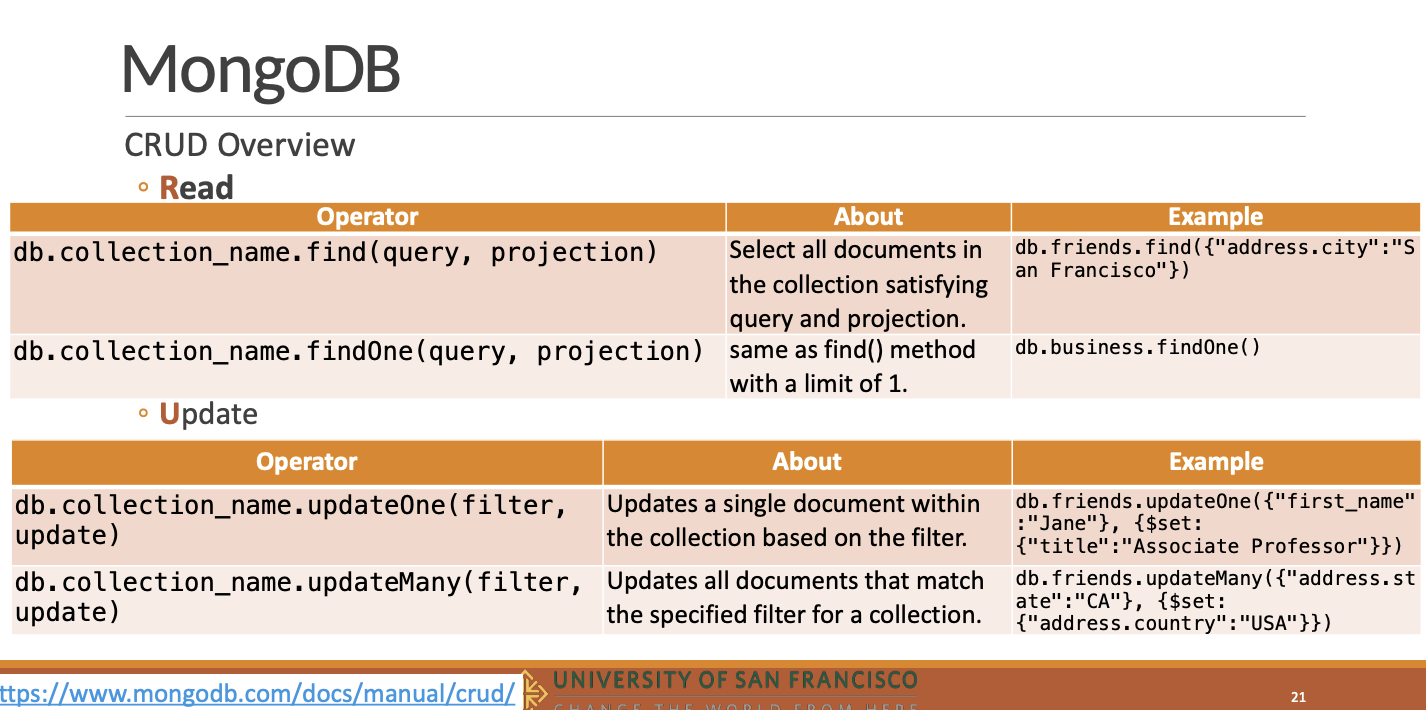 MongoDB
CRUD Overview
Read
Operator About Example
db.collection_name.find(query, projection)
Select all documents in
the collection satisfying
query and projection.
db.friends.find({"address.city":"S
an Francisco"})
db.collection_name.findOne(query, projection)
same as find() method
with a limit of 1.
db.business.findOne()
Update
Operator About Example
db.collection_name.updateOne(filter,
update)
Updates a single document within
the collection based on the filter.
db.friends.updateOne({"first_name"
:"Jane"}, {$set:
{"title":"Associate Professor"}})
db.collection_name.updateMany(filter,
update)
Updates all documents that match
the specified filter for a collection.
db.friends.updateMany({"address.st
ate":"CA"}, {$set:
{"address.country":"USA"}})
ttps://www.mongodb.com/docs/manual/crud/
UNIVERSITY OF SAN FRANCISCO
CHANGE THE WORLD FROM HERE
21